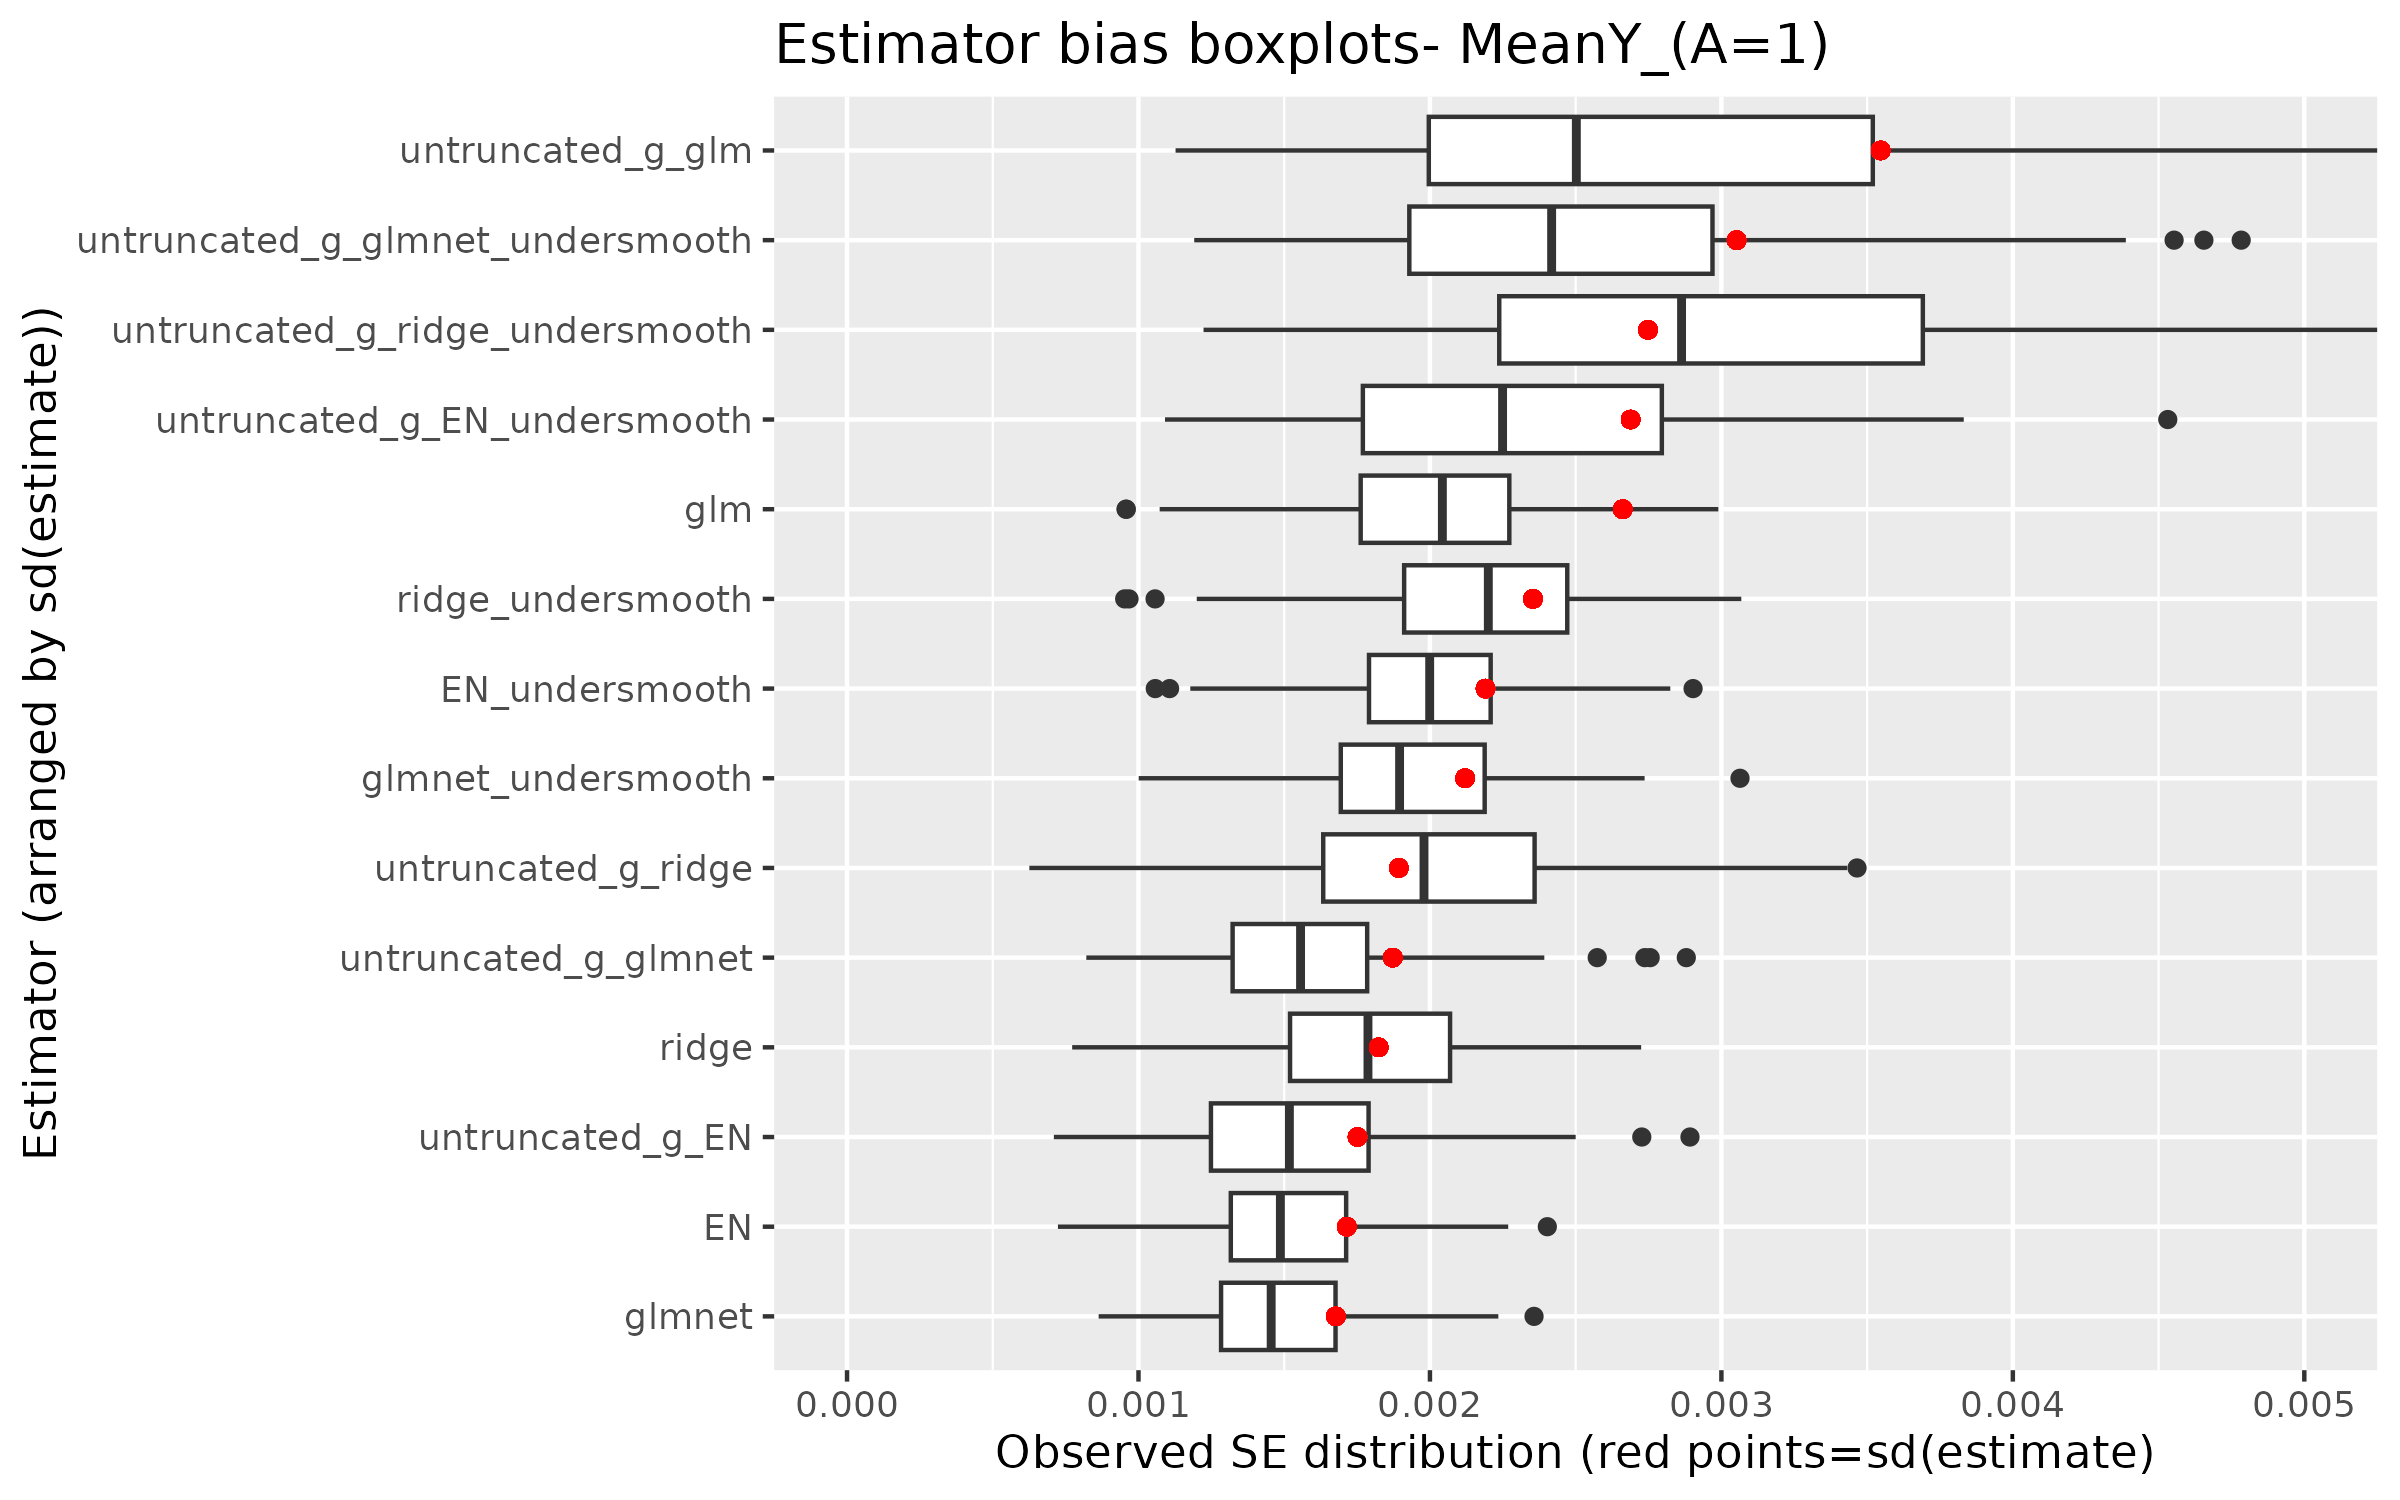 Estimator bias boxplots- MeanY_(A=1)
Estimator (arranged by sd(estimate))
untruncated_g_glm
untruncated_g_glmnet_undersmooth
untruncated_g_ridge_undersmooth
untruncated_g_EN_undersmooth
glm
ridge_undersmooth
EN_undersmooth
glmnet_undersmooth
untruncated_g_ridge
untruncated_g_glmnet
ridge
untruncated_g_EN
EN
glmnet
0.000 0.001 0.002 0.003 0.004 0.005
Observed SE distribution (red points=sd(estimate)